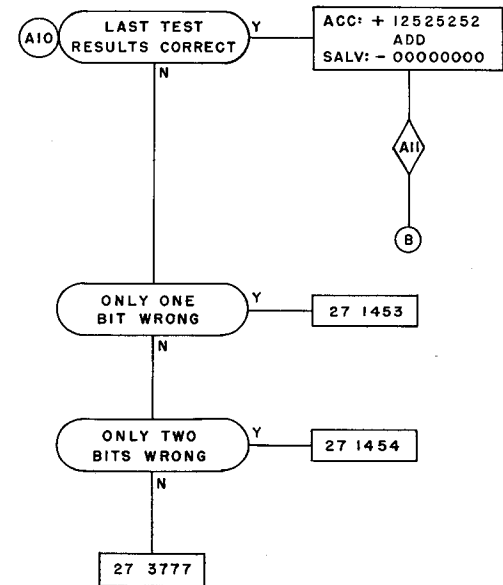 A10
LAST TEST
RESULTS CORRECT
Y
N
ACC: + 12525252
ADD
SALV: - 00000000
A11
B
ONLY ONE
BIT WRONG
Y
N
27 1453
ONLY TWO
BITS WRONG
Y
N
27 1454
27 3777